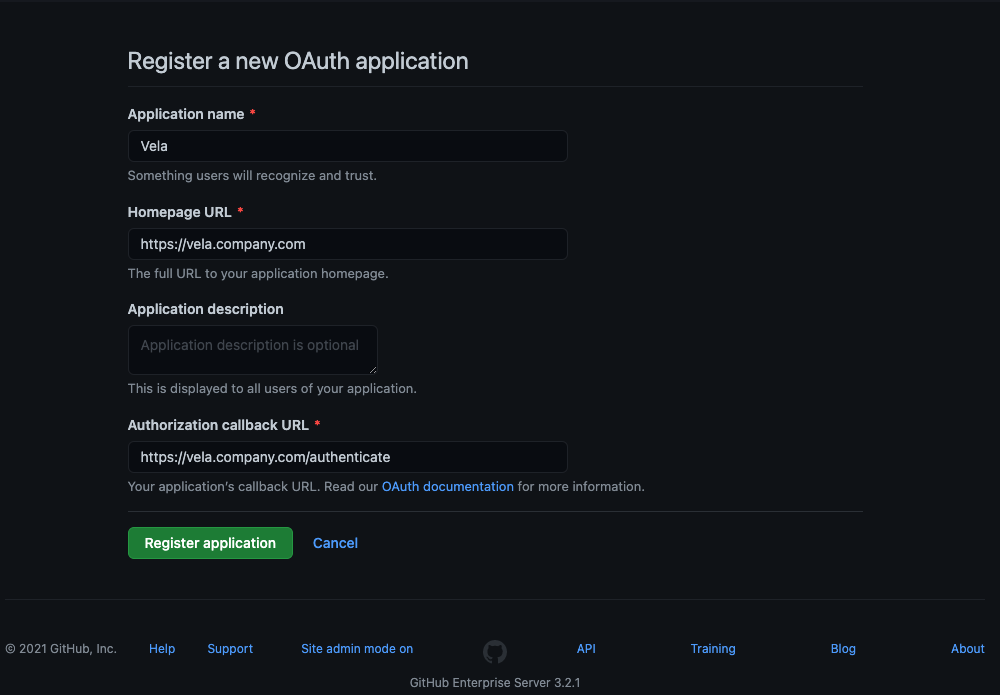 Register a new OAuth application
Application name *
Vela
Something users will recognize and trust.
Homepage URL *
https://vela.company.com
The full URL to your application homepage.
Application description
Application description is optional
This is displayed to all users of your application.
Authorization callback URL *
https://vela.company.com/authenticate
Your application’s callback URL. Read our OAuth documentation for more information.
Register application Cancel
© 2021 GitHub, Inc. Help Support Site admin mode on API Training Blog About
GitHub Enterprise Server 3.2.1